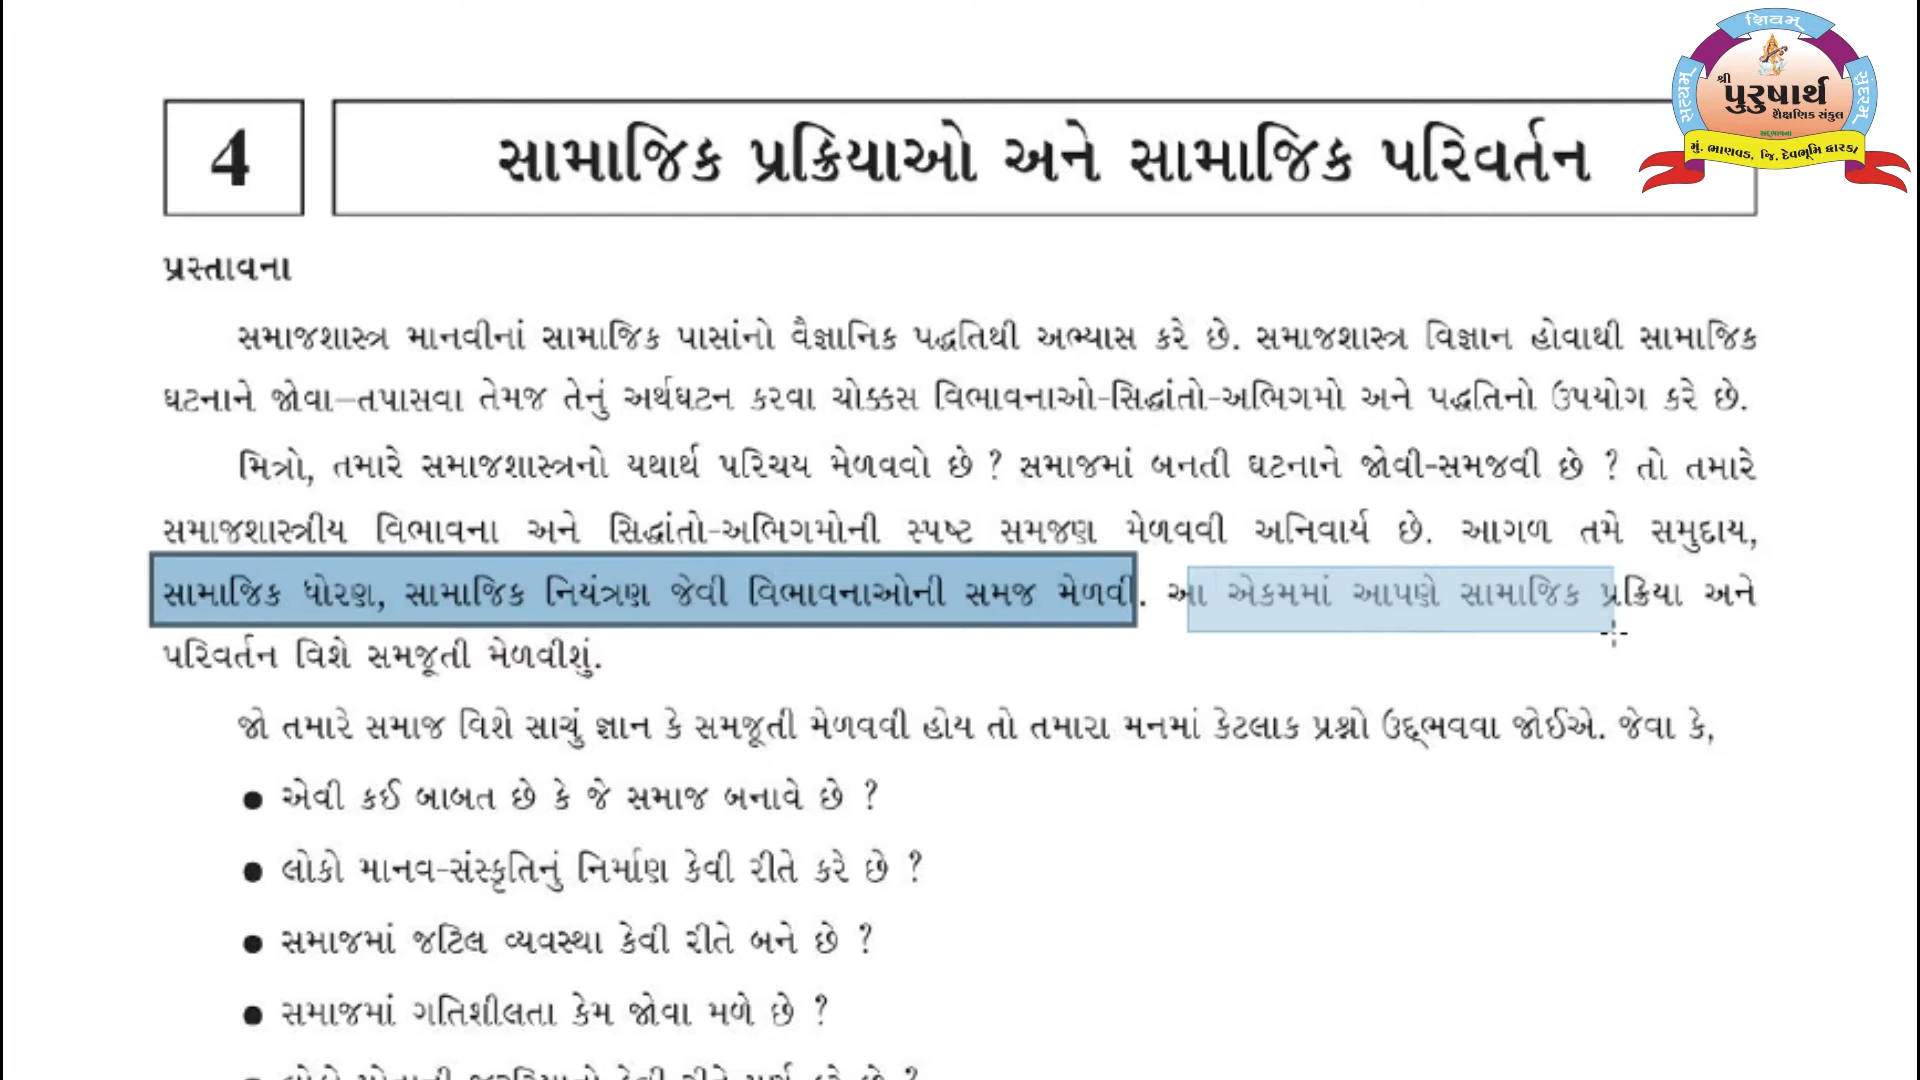 શિવમ્
સત્યમ્
સુંદરમ્
શ્રી
પુરુષાર્થ
શૈક્ષણિક સંકુલ
સદ્ભાવના
મું. ભાણવડ, જિ. દેવભૂમિ દ્વારકા
4
સામાજિક પ્રક્રિયાઓ અને સામાજિક પરિવર્તન
પ્રસ્તાવના
સમાજશાસ્ત્ર માનવીનાં સામાજિક પાસાંનો વૈજ્ઞાનિક પદ્ધતિથી અભ્યાસ કરે છે. સમાજશાસ્ત્ર વિજ્ઞાન હોવાથી સામાજિક
ઘટનાને જોવા–તપાસવા તેમજ તેનું અર્થઘટન કરવા ચોક્કસ વિભાવનાઓ-સિદ્ધાંતો-અભિગમો અને પદ્ધતિનો ઉપયોગ કરે છે.
મિત્રો, તમારે સમાજશાસ્ત્રનો યથાર્થ પરિચય મેળવવો છે ? સમાજમાં બનતી ઘટનાને જોવી-સમજવી છે ? તો તમારે
સમાજશાસ્ત્રીય વિભાવના અને સિદ્ધાંતો-અભિગમોની સ્પષ્ટ સમજણ મેળવવી અનિવાર્ય છે. આગળ તમે સમુદાય,
સામાજિક ધોરણ, સામાજિક નિયંત્રણ જેવી વિભાવનાઓની સમજ મેળવી. આ એકમમાં આપણે સામાજિક પ્રક્રિયા અને
પરિવર્તન વિશે સમજૂતી મેળવીશું.
જો તમારે સમાજ વિશે સાચું જ્ઞાન કે સમજૂતી મેળવવી હોય તો તમારા મનમાં કેટલાક પ્રશ્નો ઉદ્ભવવા જોઈએ. જેવા કે,
● એવી કઈ બાબત છે કે જે સમાજ બનાવે છે ?
● લોકો માનવ-સંસ્કૃતિનું નિર્માણ કેવી રીતે કરે છે ?
● સમાજમાં જટિલ વ્યવસ્થા કેવી રીતે બને છે ?
● સમાજમાં ગતિશીલતા કેમ જોવા મળે છે ?